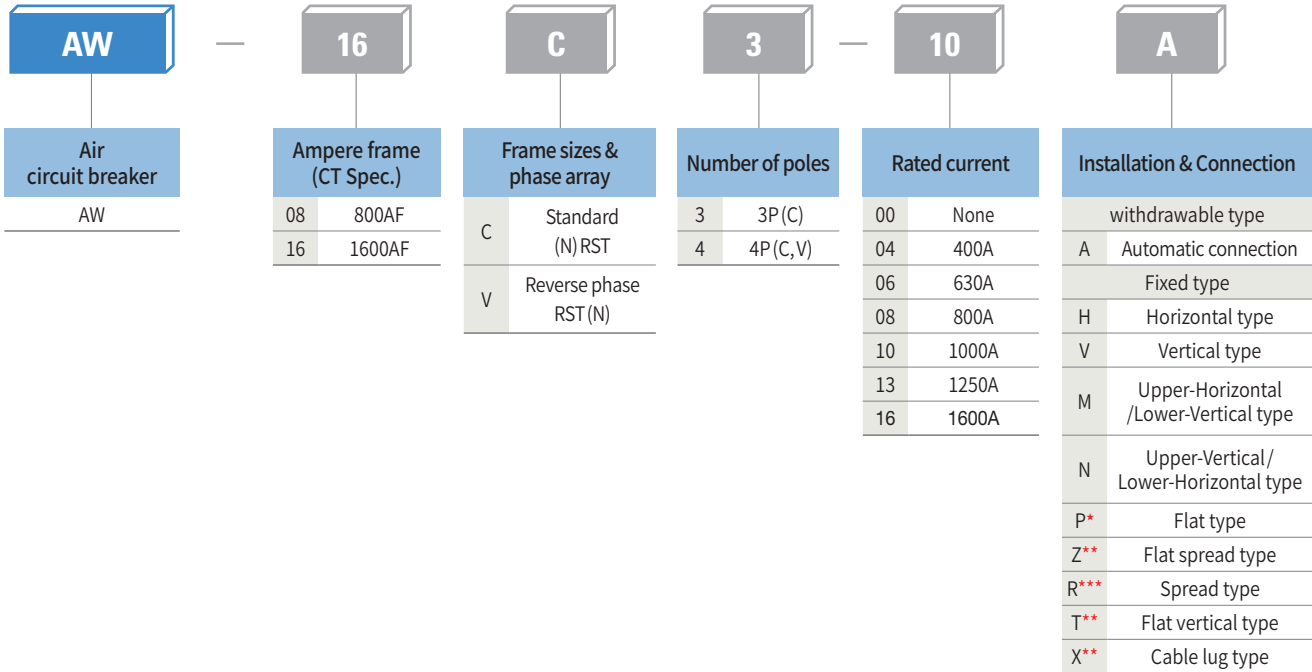 AW — 16 C 3 — 10 A
Air
circuit breaker
AW
Ampere frame
(CT Spec.)
08 800AF
16 1600AF
Frame sizes &
phase array
C Standard
(N) RST
V Reverse phase
RST (N)
Number of poles
3 3P (C)
4 4P (C, V)
Rated current
00 None
04 400A
06 630A
08 800A
10 1000A
13 1250A
16 1600A
Installation & Connection
withdrawable type
A Automatic connection
Fixed type
H Horizontal type
V Vertical type
M Upper-Horizontal
/Lower-Vertical type
N Upper-Vertical/
Lower-Horizontal type
P* Flat type
Z** Flat spread type
R*** Spread type
T** Flat vertical type
X** Cable lug type